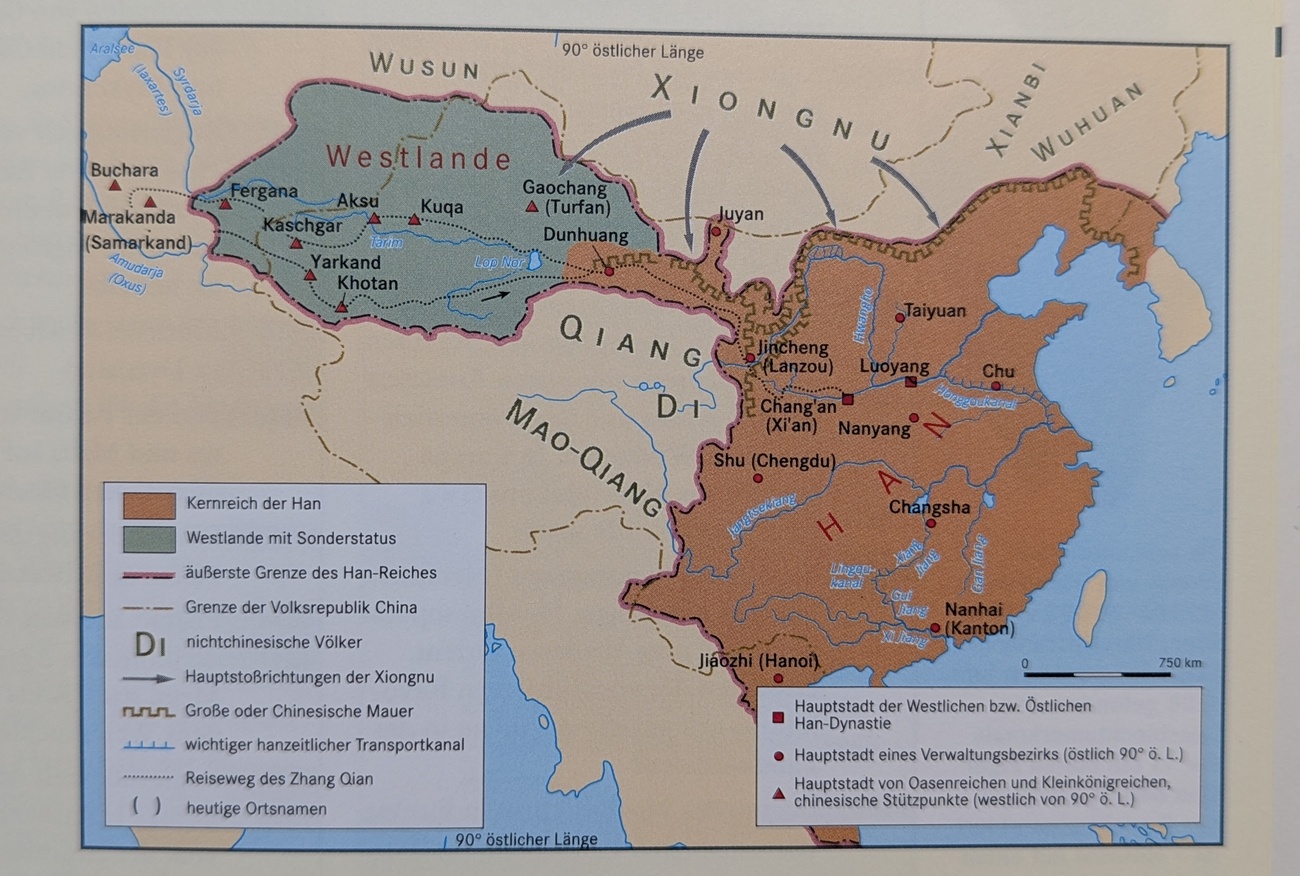 90° östlicher Länge
Aralsee
Syrdarja
(Iaxartes)
WUSUN
XIONGNU
XIANBI
WUHUAN
Westlande
Buchara
Marakanda
(Samarkand)
Amudarja
(Oxus)
Fergana
Kaschgar
Aksu
Kuqa
Tarim
Yarkand
Khotan
Gaochang
(Turfan)
Dunhuang
Lop Nor
Juyan
QIANG
DI
MAO-QIANG
Hwangho
Taiyuan
Jincheng
(Lanzou)
Luoyang
Chu
Honggoukanal
Chang'an
(Xi'an)
Nanyang
HAN
Shu (Chengdu)
Jangtsekiang
Changsha
Xiang
Jiang
Gan Jiang
Lingqu-
kanal
Gui
Jiang
Nanhai
(Kanton)
Xi Jiang
Jiaozhi (Hanoi)
0 750 km
Kernreich der Han
Westlande mit Sonderstatus
äußerste Grenze des Han-Reiches
Grenze der Volksrepublik China
DI nichtchinesische Völker
Hauptstoßrichtungen der Xiongnu
Große oder Chinesische Mauer
wichtiger hanzeitlicher Transportkanal
Reiseweg des Zhang Qian
( ) heutige Ortsnamen
Hauptstadt der Westlichen bzw. Östlichen
Han-Dynastie
Hauptstadt eines Verwaltungsbezirks (östlich 90° ö. L.)
Hauptstadt von Oasenreichen und Kleinkönigreichen,
chinesische Stützpunkte (westlich von 90° ö. L.)
90° östlicher Länge